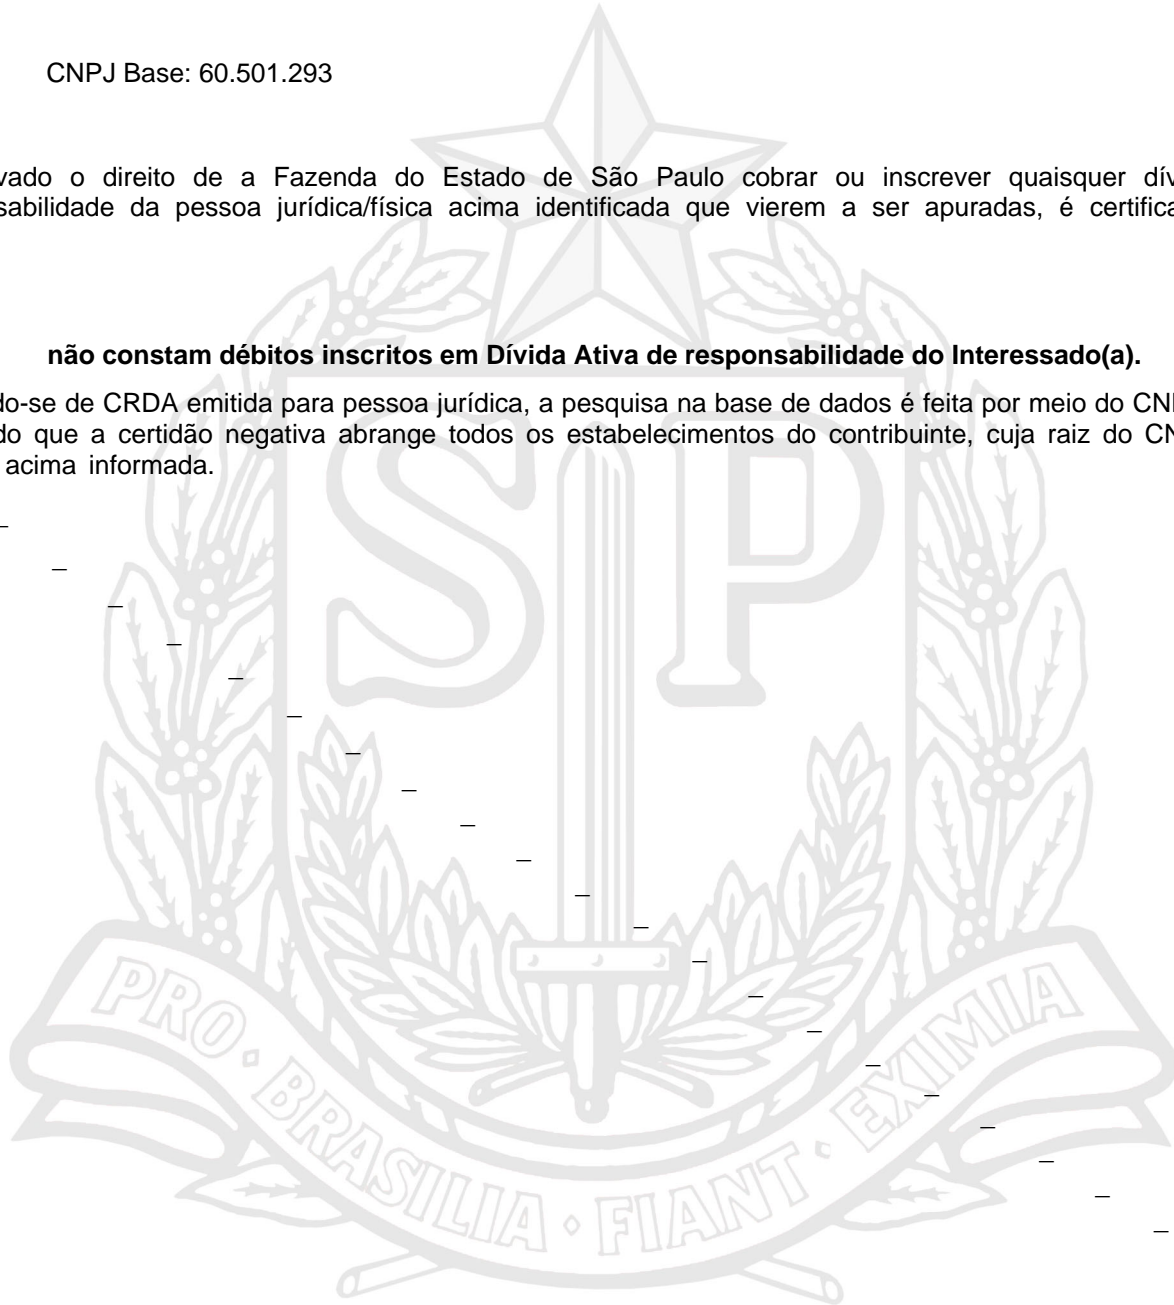 CNPJ Base: 60.501.293
vado o direito de a Fazenda do Estado de São Paulo cobrar ou inscrever quaisquer dív
sabilidade da pessoa jurídica/física acima identificada que vierem a ser apuradas, é certifica
não constam débitos inscritos em Dívida Ativa de responsabilidade do Interessado(a).
do-se de CRDA emitida para pessoa jurídica, a pesquisa na base de dados é feita por meio do CN
do que a certidão negativa abrange todos os estabelecimentos do contribuinte, cuja raiz do CN
acima informada.
SP
PRO • BRASILIA • FIANT • EXIMIA